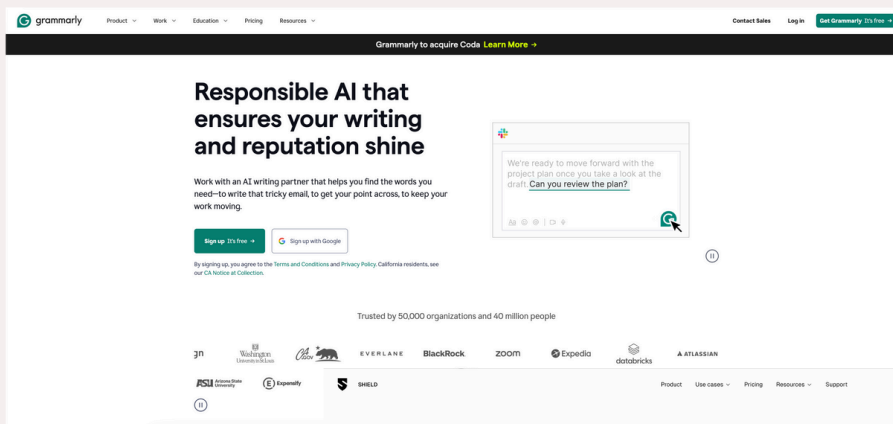 grammarly
Product Work Education Pricing Resources
Contact Sales Log in Get Grammarly It's free →
Grammarly to acquire Coda Learn More →
Responsible AI that
ensures your writing
and reputation shine
Work with an AI writing partner that helps you find the words you
need—to write that tricky email, to get your point across, to keep your
work moving.
Sign up It's free →
Sign up with Google
By signing up, you agree to the Terms and Conditions and Privacy Policy. California residents, see
our CA Notice at Collection.
We're ready to move forward with the
project plan once you take a look at the
draft. Can you review the plan?
Aa
Trusted by 50,000 organizations and 40 million people
gn
Washington
University in St. Louis
CA
GOV
EVERLANE
BlackRock
zoom
Expedia
databricks
ATLASSIAN
ASU Arizona State
University
Expensify
SHIELD
Product Use cases Pricing Resources Support